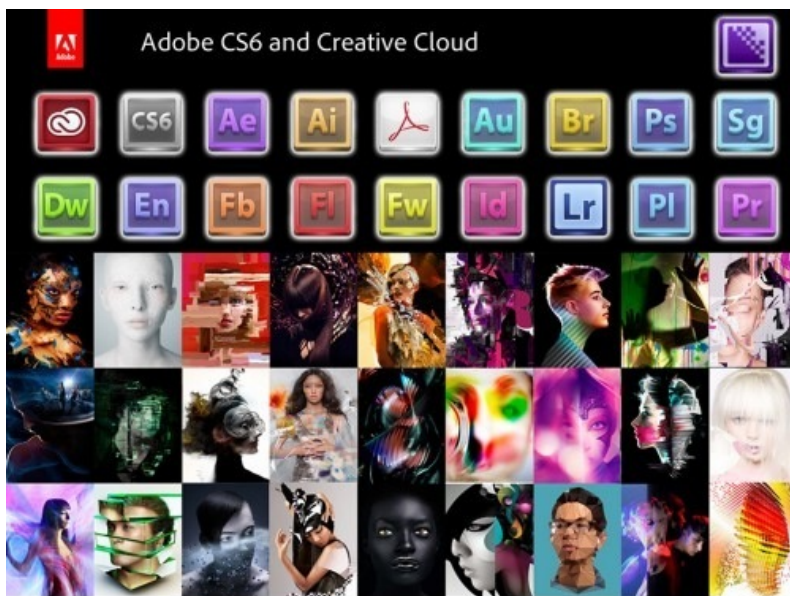 Adobe
Adobe CS6 and Creative Cloud
CS6 Ae Ai Au Br Ps Sg
Dw En Fb Fl Fw Id Lr Pl Pr